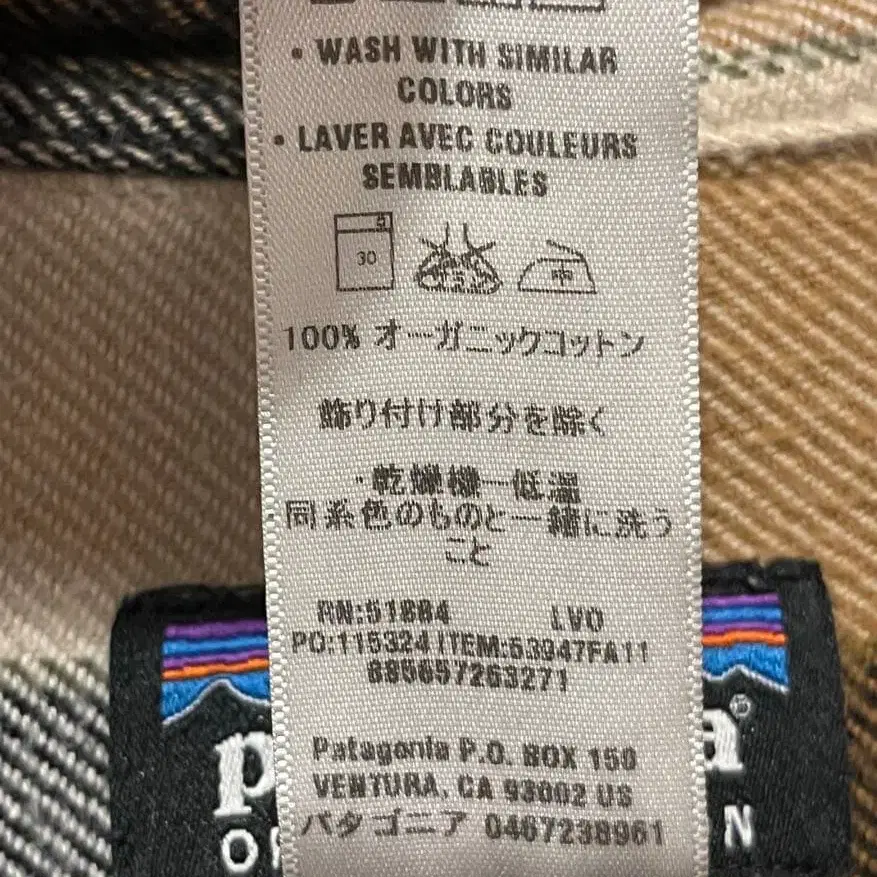 • WASH WITH SIMILAR
COLORS
• LAVER AVEC COULEURS
SEMBLABLES
30
100% オーガニックコットン
飾り付け部分を除く
・乾燥機ー低温
同系色のものと一緒に洗う
こと
RN:51884 LVO
PO:115324 ITEM:53947FA11
885657263271
Patagonia P.O. BOX 150
VENTURA, CA 93002 US
パタゴニア 0467238961